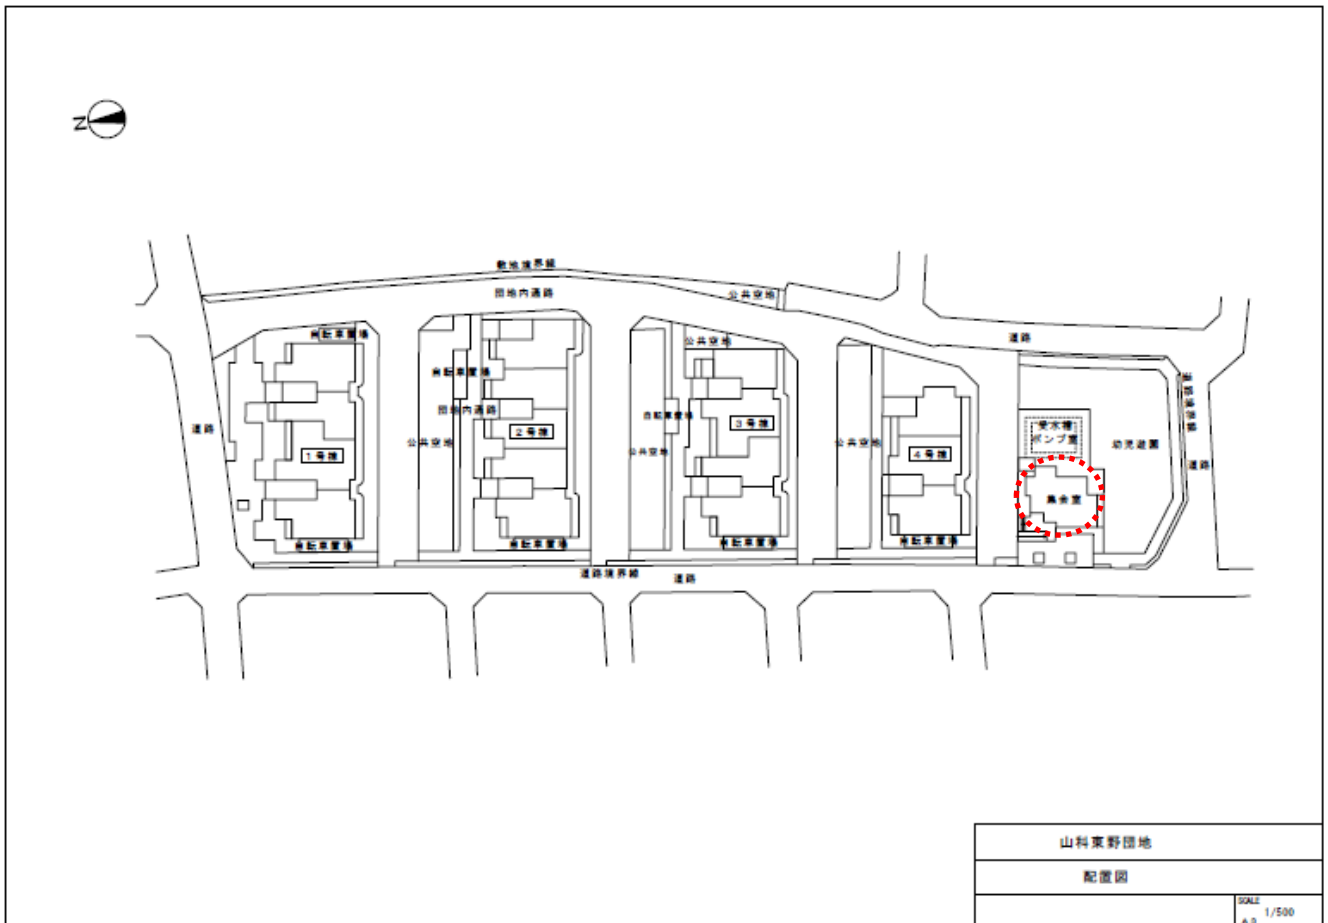 N
敷地境界線
団地内通路
公共空地
自転車置場
公共空地
道路
自転車置場
団地内通路
道路
1号棟
公共空地
2号棟
自転車置場
公共空地
3号棟
公共空地
4号棟
受水槽
ポンプ室
幼児遊園
道路境界線
道路
集会室
自転車置場
自転車置場
自転車置場
自転車置場
道路境界線
道路
山科東野団地
配置図
SCALE
1/500